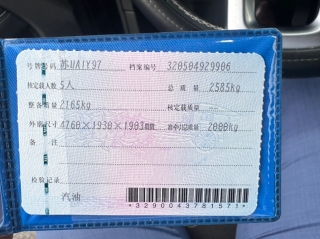 号牌号码 苏UA1Y97 档案编号 320504929906
核定载人数 5人 总质量 2585kg
整备质量 2165kg 核定载质量
外廓尺寸 4760×1930×1903 准牵引总质量 2000kg
备注
检验记录
汽油
*3290043781571*